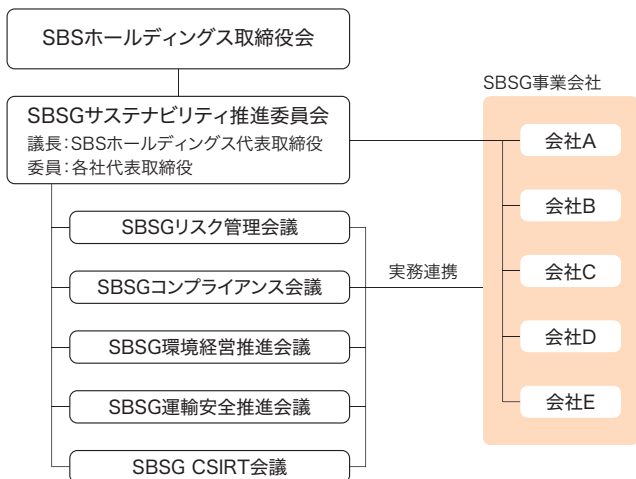 SBSホールディングス取締役会
SBSGサステナビリティ推進委員会
議長:SBSホールディングス代表取締役
委員:各社代表取締役
SBSGリスク管理会議
SBSGコンプライアンス会議
SBSG環境経営推進会議
SBSG運輸安全推進会議
SBSG CSIRT会議
実務連携
SBSG事業会社
会社A
会社B
会社C
会社D
会社E